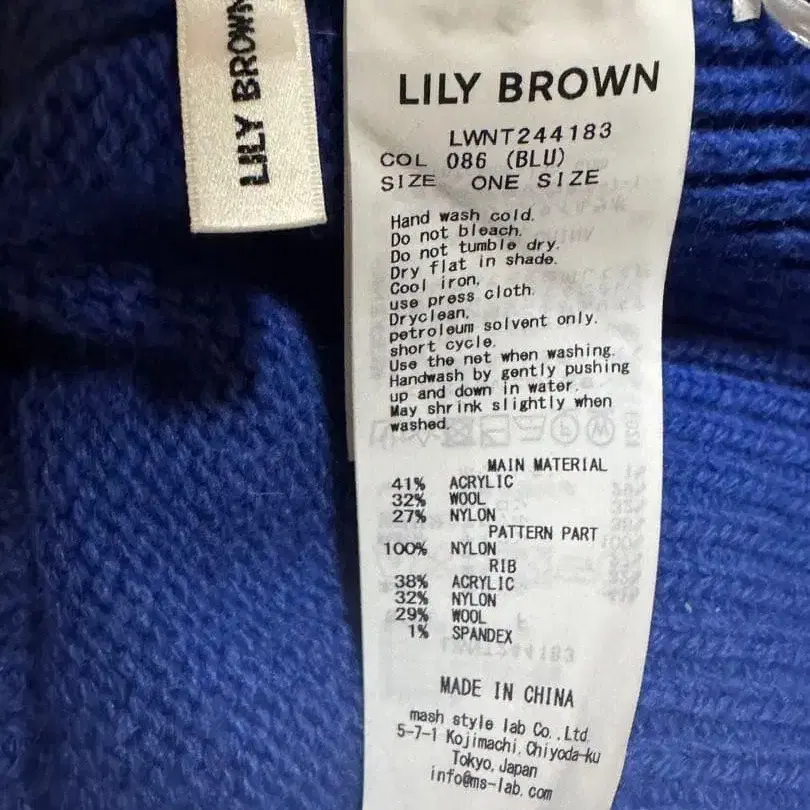 LILY BROWN
LILY BROWN
LWNT244183
COL 086 (BLU)
SIZE ONE SIZE
Hand wash cold.
Do not bleach.
Do not tumble dry.
Dry flat in shade.
Cool iron,
use press cloth.
Dryclean,
petroleum solvent only.
short cycle.
Use the net when washing.
Handwash by gently pushing
up and down in water.
May shrink slightly when
washed.
MAIN MATERIAL
41% ACRYLIC
32% WOOL
27% NYLON
PATTERN PART
100% NYLON
RIB
38% ACRYLIC
32% NYLON
29% WOOL
1% SPANDEX
MADE IN CHINA
mash style lab Co.,Ltd.
5-7-1 Kojimachi, Chiyoda-ku
Tokyo, Japan
info@ms-lab.com